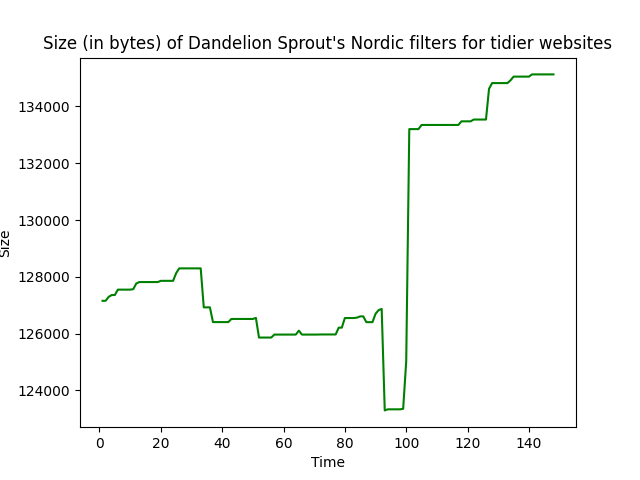 Size (in bytes) of Dandelion Sprout's Nordic filters for tidier websites
134000
132000
130000
128000
126000
124000
Size
0 20 40 60 80 100 120 140
Time